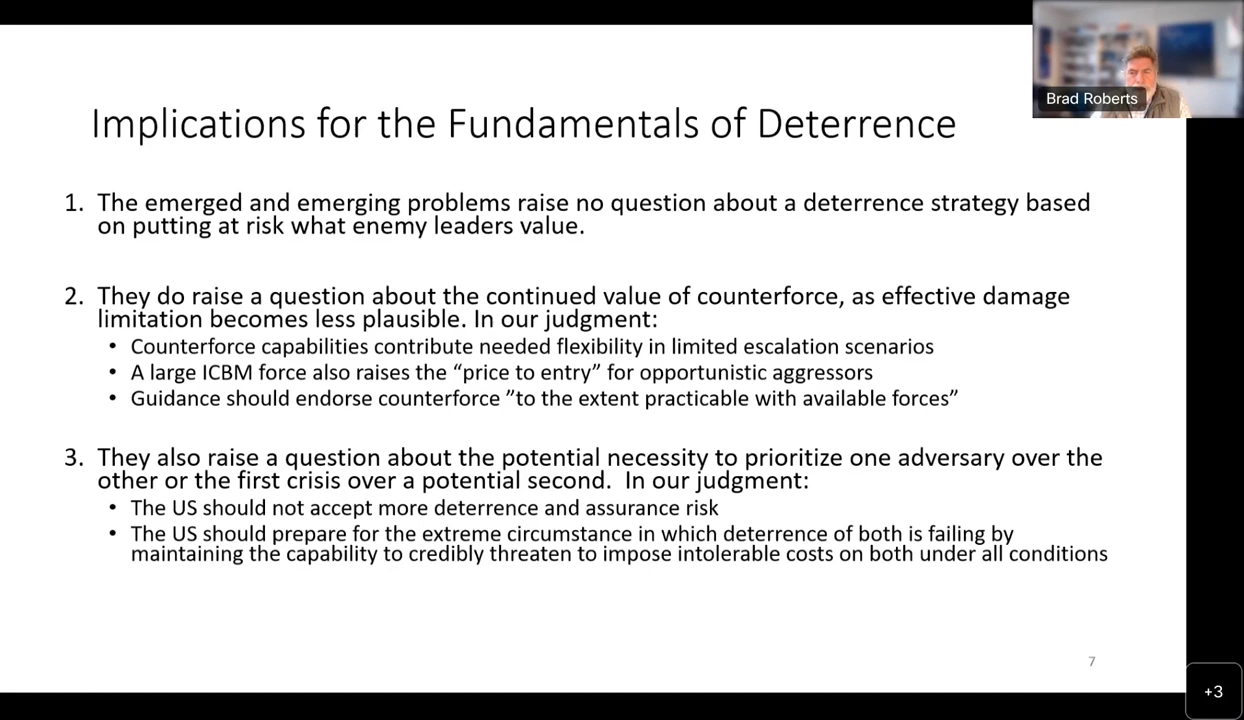 Brad Roberts
Implications for the Fundamentals of Deterrence
1. The emerged and emerging problems raise no question about a deterrence strategy based
on putting at risk what enemy leaders value.
2. They do raise a question about the continued value of counterforce, as effective damage
limitation becomes less plausible. In our judgment:
• Counterforce capabilities contribute needed flexibility in limited escalation scenarios
• A large ICBM force also raises the “price to entry” for opportunistic aggressors
• Guidance should endorse counterforce ”to the extent practicable with available forces”
3. They also raise a question about the potential necessity to prioritize one adversary over the
other or the first crisis over a potential second.  In our judgment:
• The US should not accept more deterrence and assurance risk
• The US should prepare for the extreme circumstance in which deterrence of both is failing by
maintaining the capability to credibly threaten to impose intolerable costs on both under all conditions
7
+3